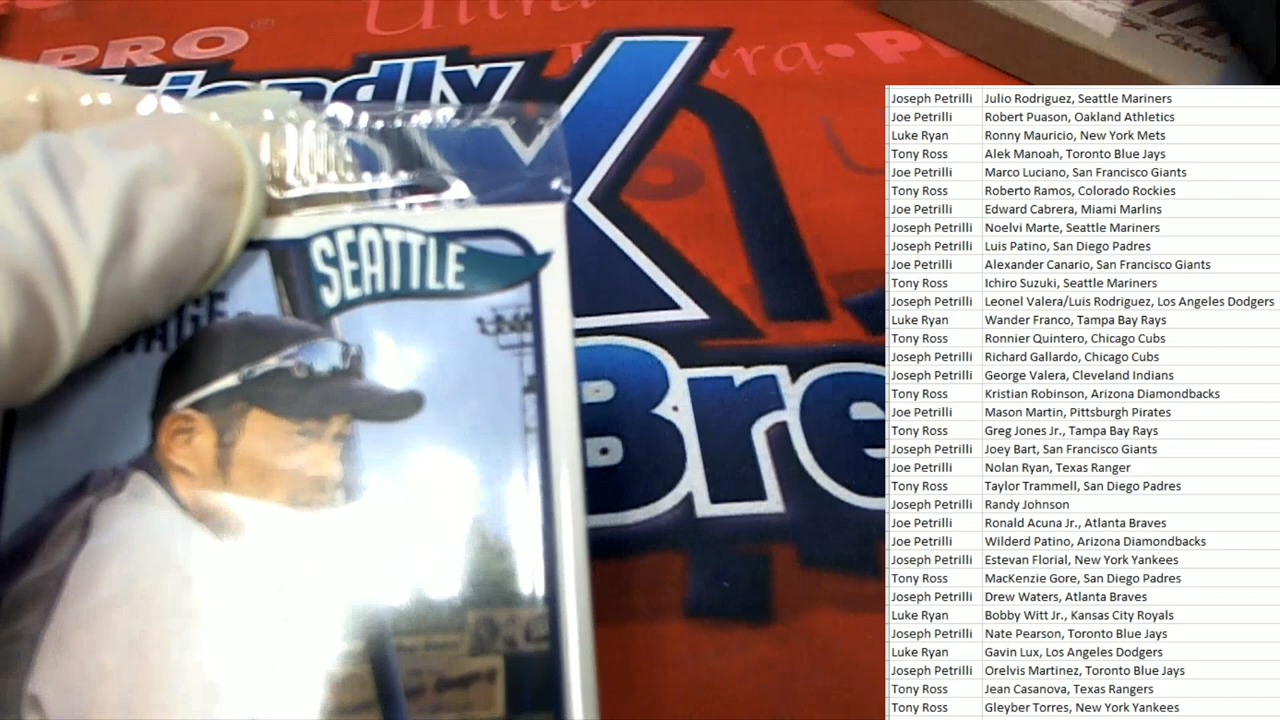 PRO
Ultra
Ultra•P
Friendly
SEATTLE
Bre
Joseph Petrilli Julio Rodriguez, Seattle Mariners
Joe Petrilli Robert Puason, Oakland Athletics
Luke Ryan Ronny Mauricio, New York Mets
Tony Ross Alek Manoah, Toronto Blue Jays
Joe Petrilli Marco Luciano, San Francisco Giants
Tony Ross Roberto Ramos, Colorado Rockies
Joe Petrilli Edward Cabrera, Miami Marlins
Joseph Petrilli Noelvi Marte, Seattle Mariners
Joseph Petrilli Luis Patino, San Diego Padres
Joe Petrilli Alexander Canario, San Francisco Giants
Tony Ross Ichiro Suzuki, Seattle Mariners
Joseph Petrilli Leonel Valera/Luis Rodriguez, Los Angeles Dodgers
Luke Ryan Wander Franco, Tampa Bay Rays
Tony Ross Ronnier Quintero, Chicago Cubs
Joseph Petrilli Richard Gallardo, Chicago Cubs
Joseph Petrilli George Valera, Cleveland Indians
Tony Ross Kristian Robinson, Arizona Diamondbacks
Joe Petrilli Mason Martin, Pittsburgh Pirates
Tony Ross Greg Jones Jr., Tampa Bay Rays
Joseph Petrilli Joey Bart, San Francisco Giants
Joe Petrilli Nolan Ryan, Texas Ranger
Tony Ross Taylor Trammell, San Diego Padres
Joseph Petrilli Randy Johnson
Joe Petrilli Ronald Acuna Jr., Atlanta Braves
Joe Petrilli Wilderd Patino, Arizona Diamondbacks
Joseph Petrilli Estevan Florial, New York Yankees
Tony Ross MacKenzie Gore, San Diego Padres
Joseph Petrilli Drew Waters, Atlanta Braves
Luke Ryan Bobby Witt Jr., Kansas City Royals
Joseph Petrilli Nate Pearson, Toronto Blue Jays
Luke Ryan Gavin Lux, Los Angeles Dodgers
Joseph Petrilli Orelvis Martinez, Toronto Blue Jays
Tony Ross Jean Casanova, Texas Rangers
Tony Ross Gleyber Torres, New York Yankees